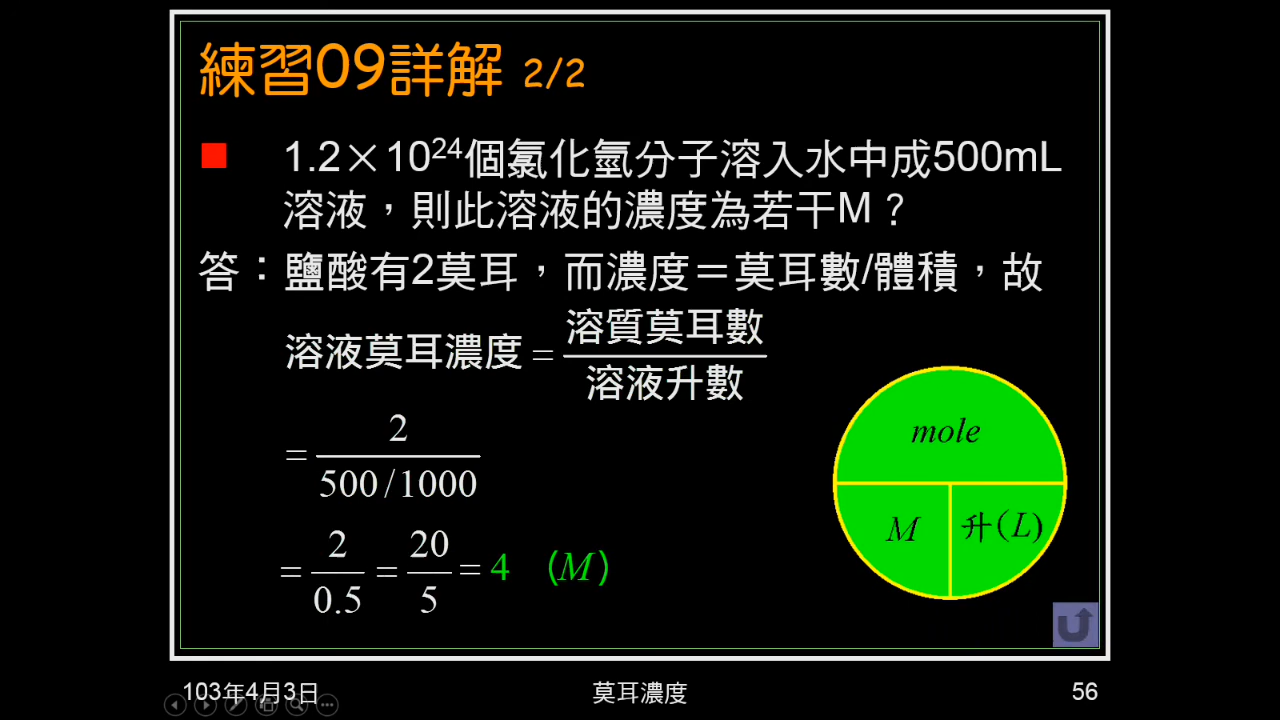 練習09詳解 2/2
■ 1.2×10²⁴個氯化氫分子溶入水中成500mL
溶液，則此溶液的濃度為若干M？
答：鹽酸有2莫耳，而濃度＝莫耳數/體積，故
溶液莫耳濃度 = 溶質莫耳數 / 溶液升數
= 2 / (500/1000)
= 2/0.5 = 20/5 = 4 (M)
mole
M 升(L)
103年4月3日 莫耳濃度 56